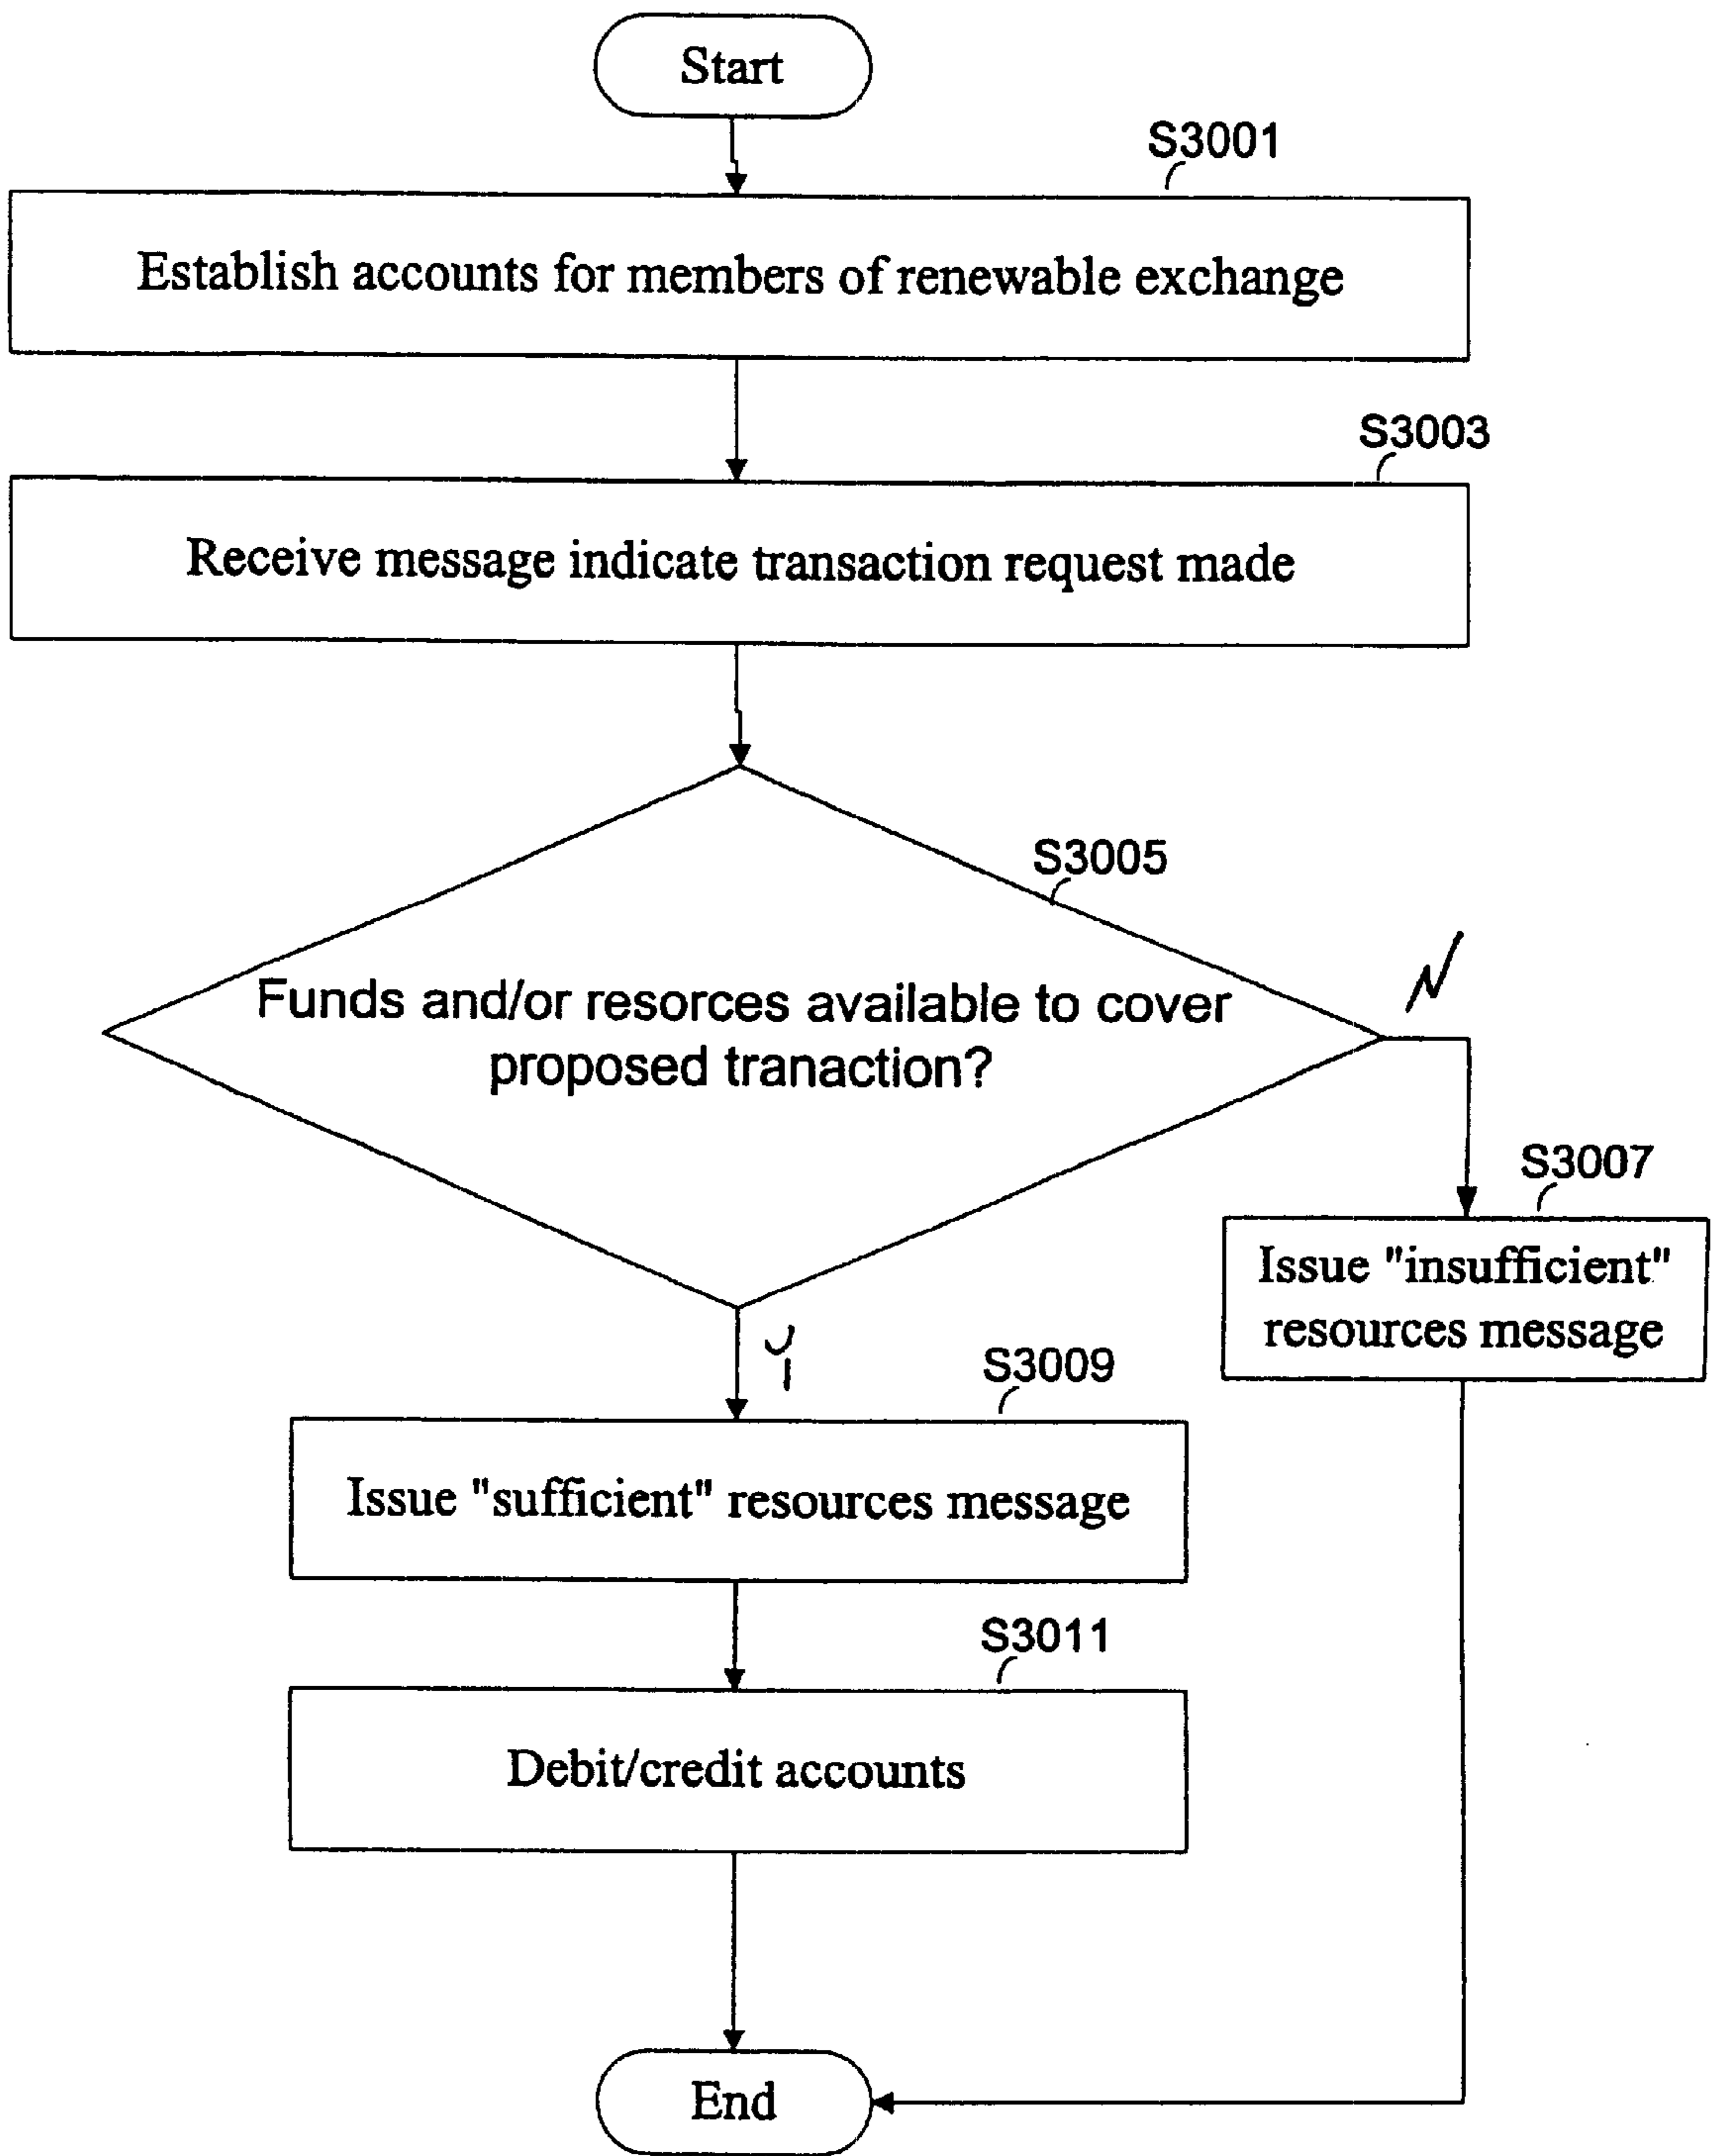 Start
S3001
Establish accounts for members of renewable exchange
S3003
Receive message indicate transaction request made
S3005
Funds and/or resorces available to cover
proposed tranaction?
N
S3007
Issue "insufficient"
resources message
Y
S3009
Issue "sufficient" resources message
S3011
Debit/credit accounts
End